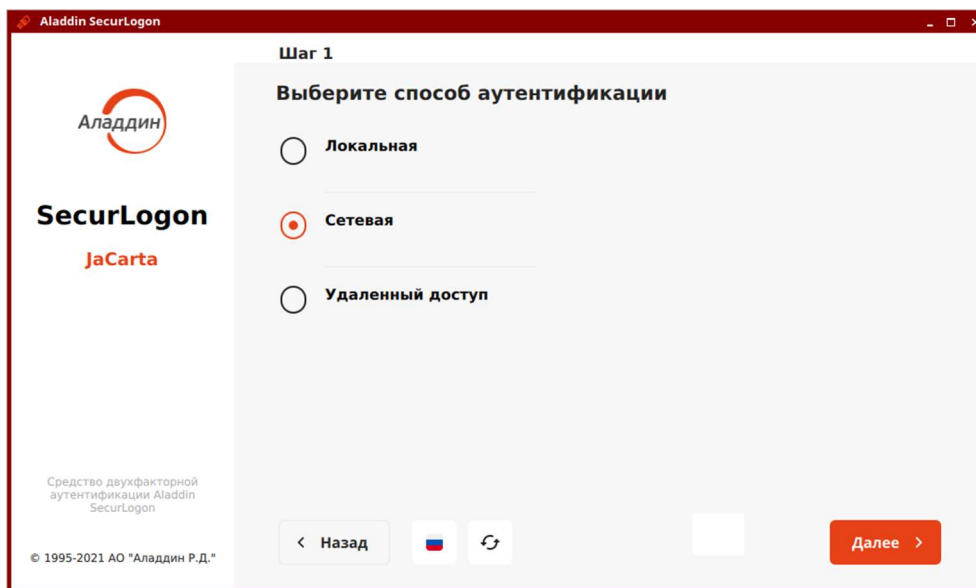 Aladdin SecurLogon
Шаг 1
Выберите способ аутентификации
Аладдин
Локальная
SecurLogon
Сетевая
JaCarta
Удаленный доступ
Средство двухфакторной
аутентификации Aladdin
SecurLogon
Назад
Далее
© 1995-2021 АО "Аладдин Р.Д."